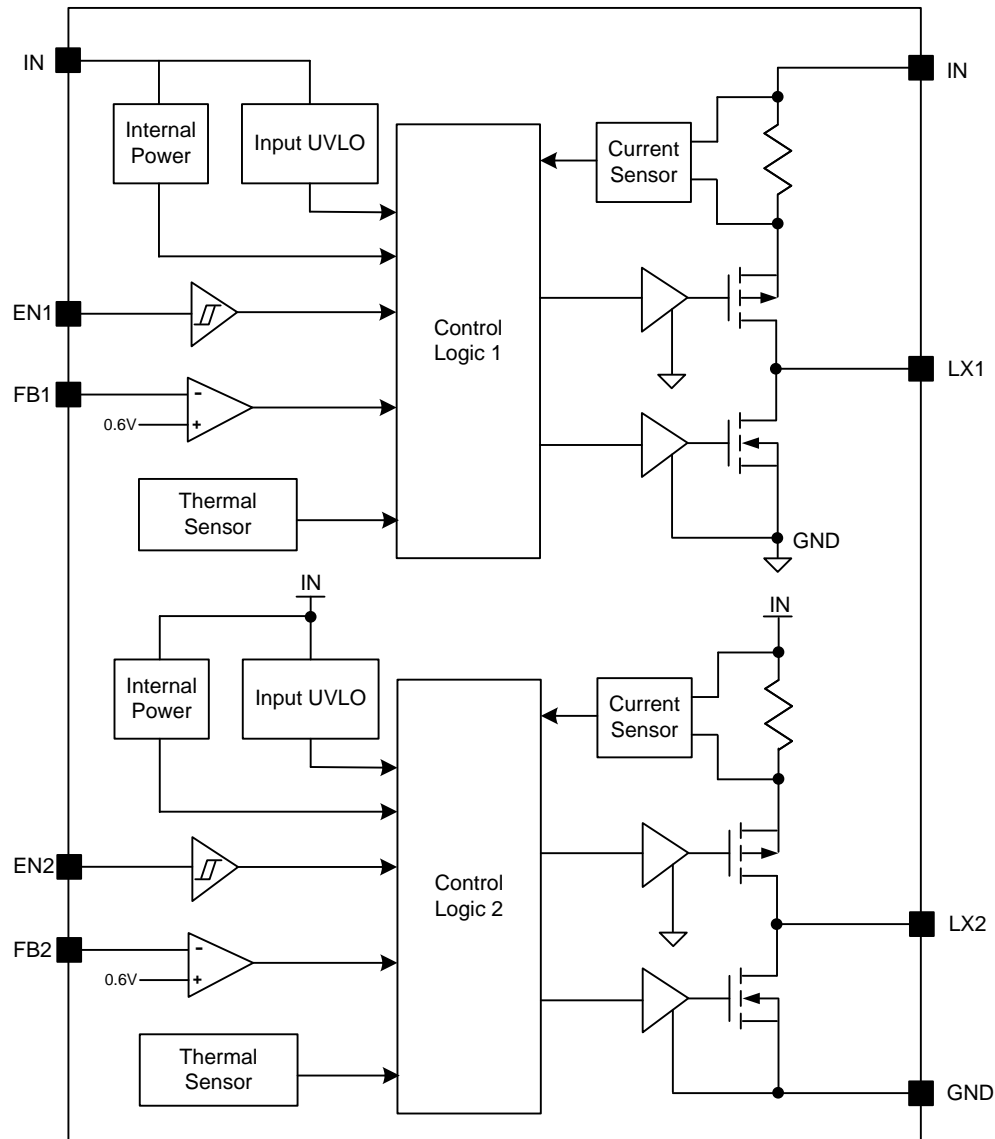 IN
IN
Internal
Power
Input UVLO
Current
Sensor
EN1
Control
Logic 1
LX1
FB1
-
0.6V
+
Thermal
Sensor
GND
IN
IN
Internal
Power
Input UVLO
Current
Sensor
EN2
Control
Logic 2
LX2
FB2
-
0.6V
+
Thermal
Sensor
GND